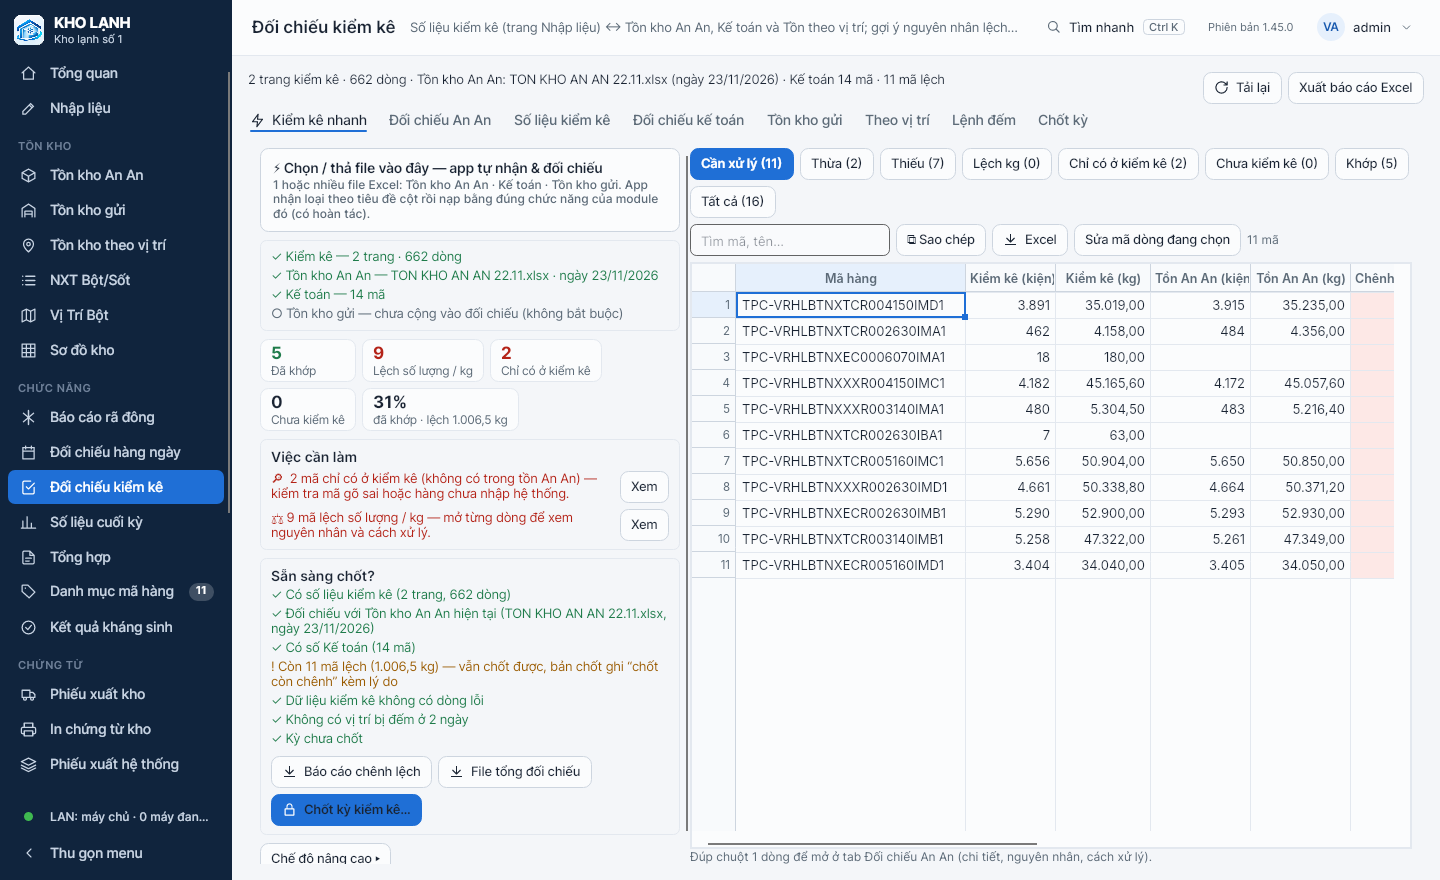 KHO LẠNH
Kho lạnh số 1
Tổng quan
Nhập liệu
TỒN KHO
Tồn kho An An
Tồn kho gửi
Tồn kho theo vị trí
NXT Bột/Sốt
Vị Trí Bột
Sơ đồ kho
CHỨC NĂNG
Báo cáo rã đông
Đối chiếu hàng ngày
Đối chiếu kiểm kê
Số liệu cuối kỳ
Tổng hợp
Danh mục mã hàng 11
Kết quả kháng sinh
CHỨNG TỪ
Phiếu xuất kho
In chứng từ kho
Phiếu xuất hệ thống
LAN: máy chủ · 0 máy đan...
Thu gọn menu
Đối chiếu kiểm kê
Số liệu kiểm kê (trang Nhập liệu) ↔ Tồn kho An An, Kế toán và Tồn theo vị trí; gợi ý nguyên nhân lệch...
Tìm nhanh Ctrl K
Phiên bản 1.45.0
VA admin
2 trang kiểm kê · 662 dòng · Tồn kho An An: TON KHO AN AN 22.11.xlsx (ngày 23/11/2026) · Kế toán 14 mã · 11 mã lệch
Tải lại
Xuất báo cáo Excel
Kiểm kê nhanh
Đối chiếu An An
Số liệu kiểm kê
Đối chiếu kế toán
Tồn kho gửi
Theo vị trí
Lệnh đếm
Chốt kỳ
⚡ Chọn / thả file vào đây — app tự nhận & đối chiếu
1 hoặc nhiều file Excel: Tồn kho An An · Kế toán · Tồn kho gửi. App
nhận loại theo tiêu đề cột rồi nạp bằng đúng chức năng của module
đó (có hoàn tác).
✓ Kiểm kê — 2 trang · 662 dòng
✓ Tồn kho An An — TON KHO AN AN 22.11.xlsx · ngày 23/11/2026
✓ Kế toán — 14 mã
○ Tồn kho gửi — chưa cộng vào đối chiếu (không bắt buộc)
5
Đã khớp
9
Lệch số lượng / kg
2
Chỉ có ở kiểm kê
0
Chưa kiểm kê
31%
đã khớp · lệch 1.006,5 kg
Việc cần làm
2 mã chỉ có ở kiểm kê (không có trong tồn An An) —
kiểm tra mã gõ sai hoặc hàng chưa nhập hệ thống.
Xem
9 mã lệch số lượng / kg — mở từng dòng để xem
nguyên nhân và cách xử lý.
Xem
Sẵn sàng chốt?
✓ Có số liệu kiểm kê (2 trang, 662 dòng)
✓ Đối chiếu với Tồn kho An An hiện tại (TON KHO AN AN 22.11.xlsx,
ngày 23/11/2026)
✓ Có số Kế toán (14 mã)
! Còn 11 mã lệch (1.006,5 kg) — vẫn chốt được, bản chốt ghi “chốt
còn chênh” kèm lý do
✓ Dữ liệu kiểm kê không có dòng lỗi
✓ Không có vị trí bị đếm ở 2 ngày
✓ Kỳ chưa chốt
Báo cáo chênh lệch
File tổng đối chiếu
Chốt kỳ kiểm kê...
Chế độ nâng cao ▸
Cần xử lý (11)
Thừa (2)
Thiếu (7)
Lệch kg (0)
Chỉ có ở kiểm kê (2)
Chưa kiểm kê (0)
Khớp (5)
Tất cả (16)
Tìm mã, tên...
Sao chép
Excel
Sửa mã dòng đang chọn
11 mã
Mã hàng Kiểm kê (kiện) Kiểm kê (kg) Tồn An An (kiện Tồn An An (kg) Chênh
1 TPC-VRHLBTNXTCR004150IMD1 3.891 35.019,00 3.915 35.235,00
2 TPC-VRHLBTNXTCR002630IMA1 462 4.158,00 484 4.356,00
3 TPC-VRHLBTNXEC0006070IMA1 18 180,00
4 TPC-VRHLBTNXXXR004150IMC1 4.182 45.165,60 4.172 45.057,60
5 TPC-VRHLBTNXXXR003140IMA1 480 5.304,50 483 5.216,40
6 TPC-VRHLBTNXTCR002630IBA1 7 63,00
7 TPC-VRHLBTNXTCR005160IMC1 5.656 50.904,00 5.650 50.850,00
8 TPC-VRHLBTNXXXR002630IMD1 4.661 50.338,80 4.664 50.371,20
9 TPC-VRHLBTNXECR002630IMB1 5.290 52.900,00 5.293 52.930,00
10 TPC-VRHLBTNXTCR003140IMB1 5.258 47.322,00 5.261 47.349,00
11 TPC-VRHLBTNXECR005160IMD1 3.404 34.040,00 3.405 34.050,00
Đúp chuột 1 dòng để mở ở tab Đối chiếu An An (chi tiết, nguyên nhân, cách xử lý).